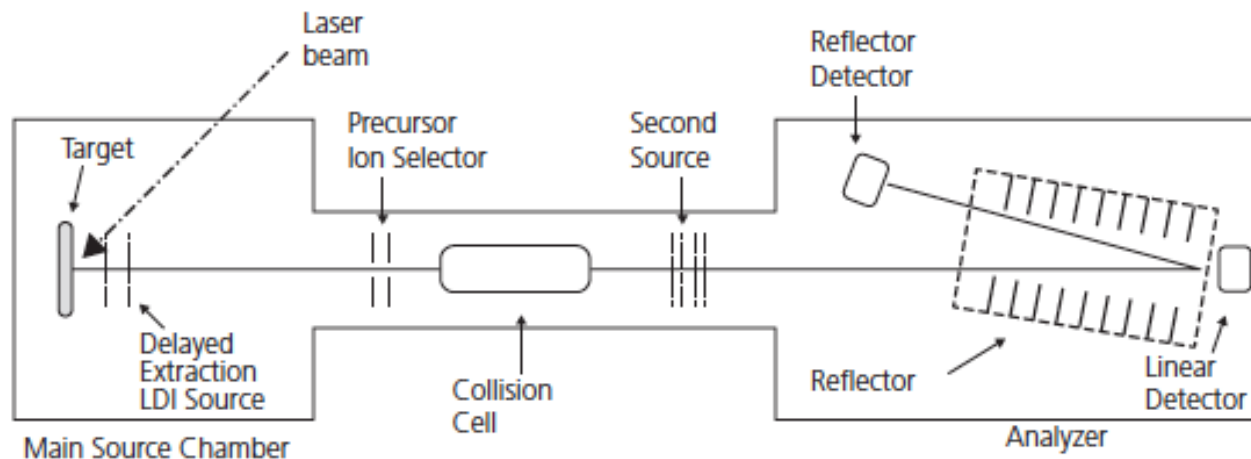 Laser
beam
Reflector
Detector
Target
Precursor
Ion Selector
Second
Source
Delayed
Extraction
LDI Source
Collision
Cell
Reflector
Linear
Detector
Main Source Chamber
Analyzer